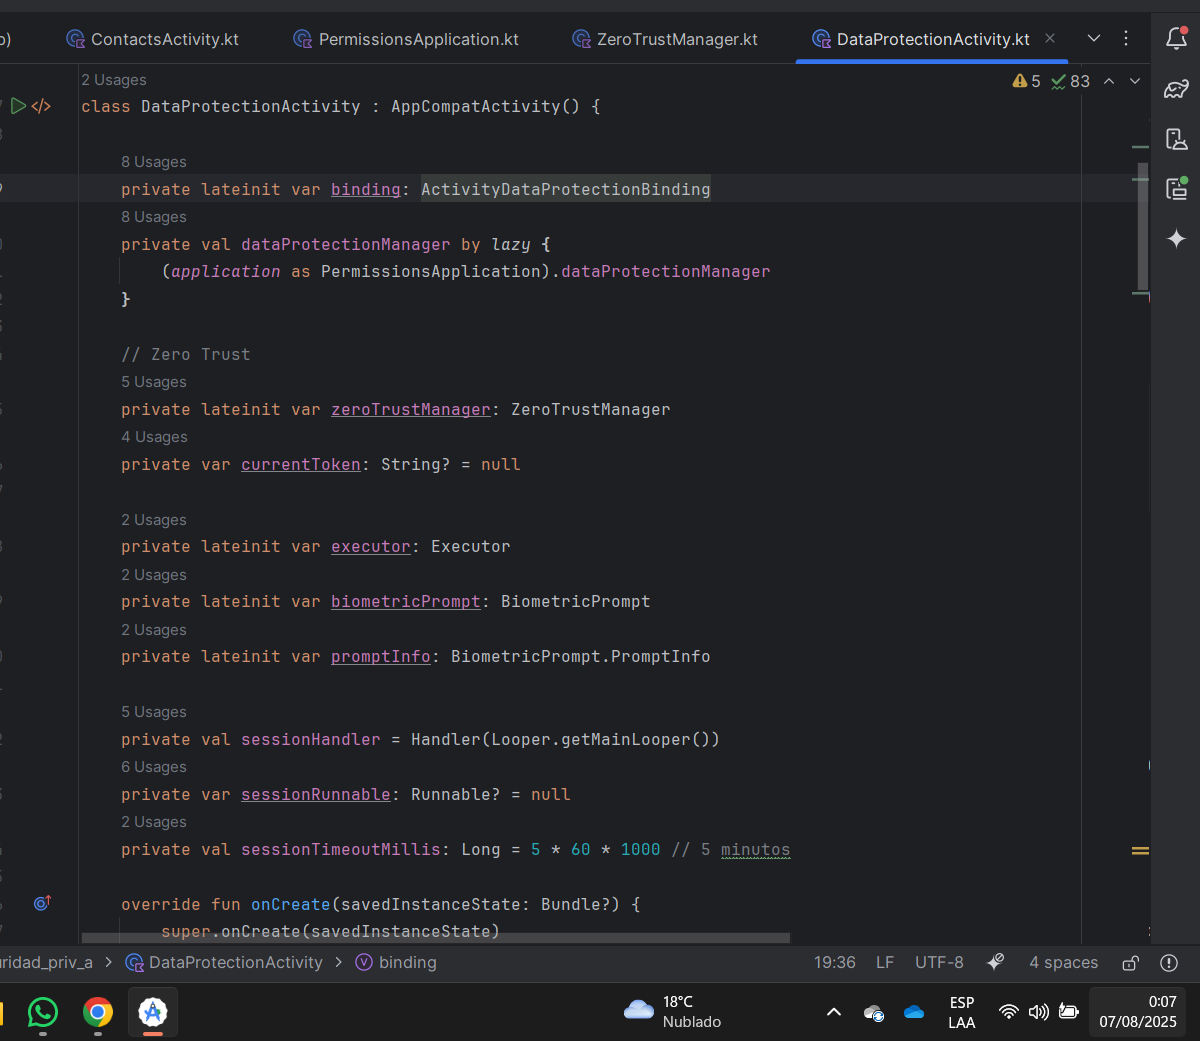 ContactsActivity.kt
PermissionsApplication.kt
ZeroTrustManager.kt
DataProtectionActivity.kt
5
83
2 Usages
class DataProtectionActivity : AppCompatActivity() {
8 Usages
private lateinit var binding: ActivityDataProtectionBinding
8 Usages
private val dataProtectionManager by lazy {
(application as PermissionsApplication).dataProtectionManager
}
// Zero Trust
5 Usages
private lateinit var zeroTrustManager: ZeroTrustManager
4 Usages
private var currentToken: String? = null
2 Usages
private lateinit var executor: Executor
2 Usages
private lateinit var biometricPrompt: BiometricPrompt
2 Usages
private lateinit var promptInfo: BiometricPrompt.PromptInfo
5 Usages
private val sessionHandler = Handler(Looper.getMainLooper())
6 Usages
private var sessionRunnable: Runnable? = null
2 Usages
private val sessionTimeoutMillis: Long = 5 * 60 * 1000 // 5 minutos
override fun onCreate(savedInstanceState: Bundle?) {
super.onCreate(savedInstanceState)
ridad_priv_a > DataProtectionActivity > binding
19:36 LF UTF-8 4 spaces
18°C
Nublado
ESP
LAA
0:07
07/08/2025